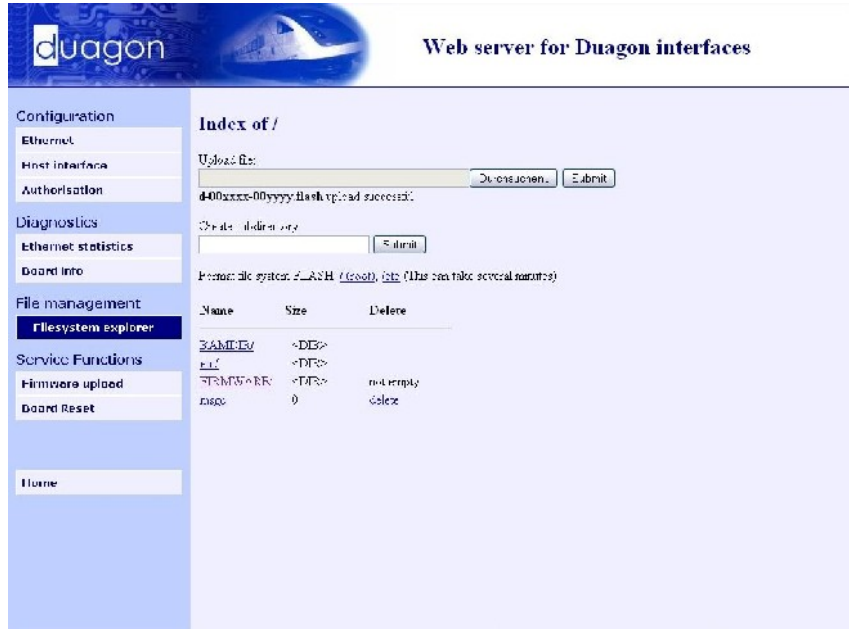 duagon
Web server for Duagon interfaces
Configuration
Ethernet
Host interface
Authorisation
Diagnostics
Ethernet statistics
Board info
File management
Filesystem explorer
Service Functions
Firmware upload
Board Reset
Home
Index of /
Upload file:
Durchsuchen... Submit
d-00xxxx-00yyyy.flash upload successful.
Create subdirectory
Submit
Format file system FLASH: / (root), /etc (This can take several minutes)
Name Size Delete
RAMDISK/ <DIR>
etc/ <DIR>
FIRMWARE/ <DIR> not empty
0 delete